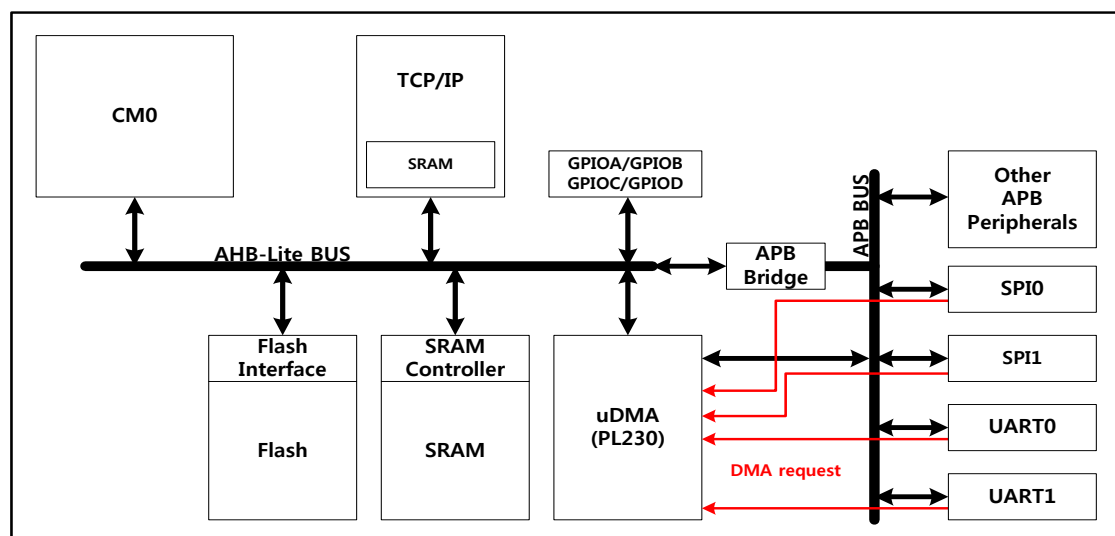 CM0
TCP/IP
SRAM
GPIOA/GPIOB
GPIOC/GPIOD
AHB-Lite BUS
APB
Bridge
APB BUS
Other
APB
Peripherals
SPI0
SPI1
UART0
UART1
Flash
Interface
Flash
SRAM
Controller
SRAM
uDMA
(PL230)
DMA request